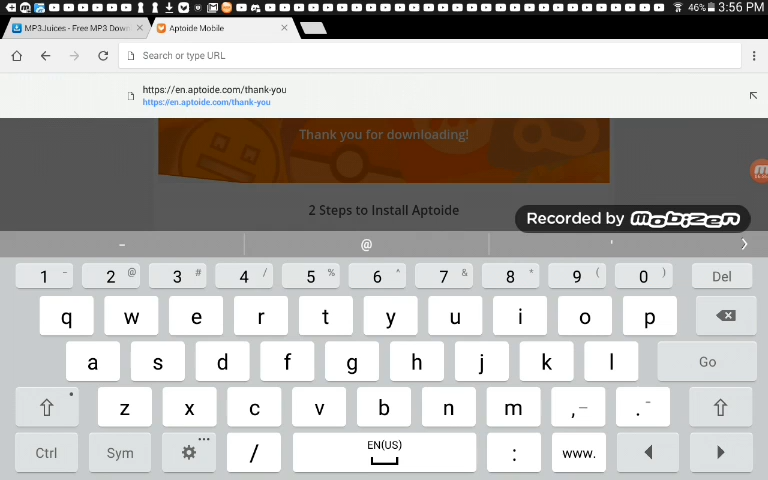 46% 3:56 PM
MP3Juices - Free MP3 Down
Aptoide Mobile
Search or type URL
https://en.aptoide.com/thank-you
https://en.aptoide.com/thank-you
Thank you for downloading!
2 Steps to Install Aptoide
Recorded by mobizen
- @ '
1 - 2 @ 3 # 4 / 5 % 6 ^ 7 & 8 * 9 ( 0 ) Del
q w e r t y u i o p
a s d f g h j k l Go
z x c v b n m , - . -
Ctrl Sym / EN(US) : www.